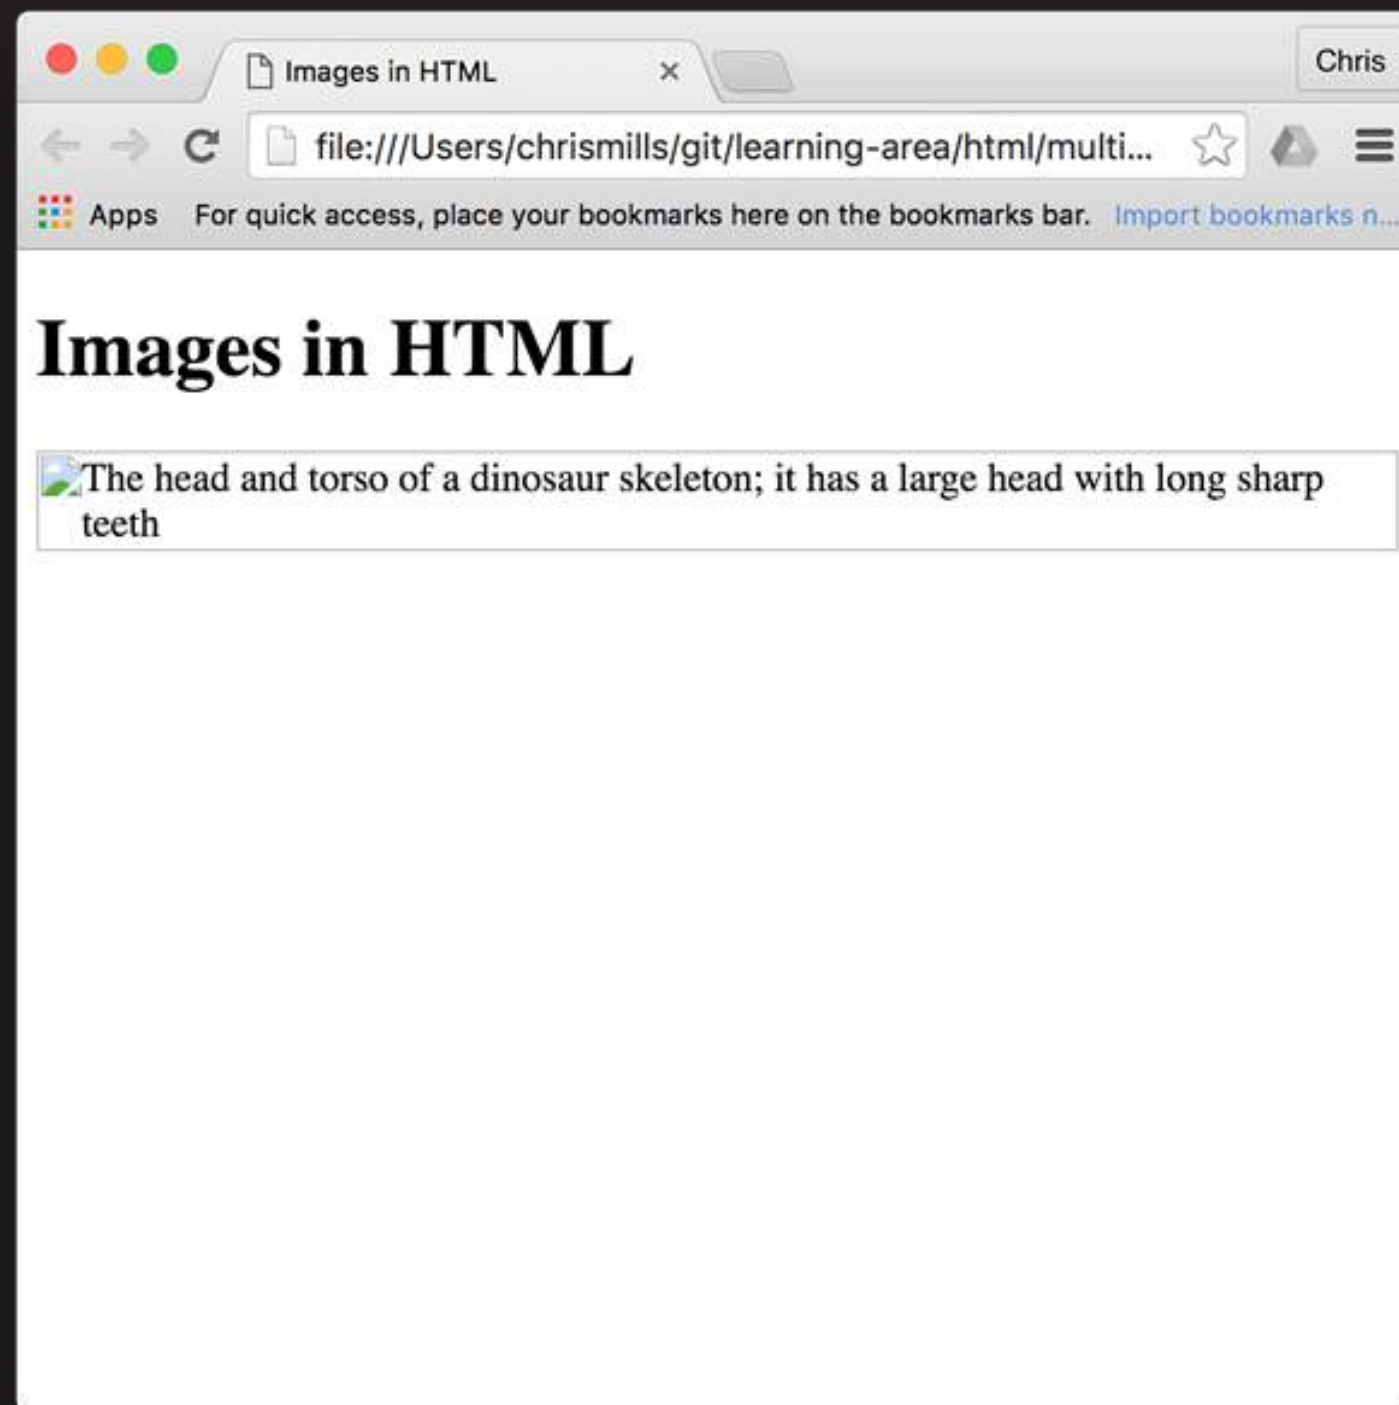 Images in HTML
Chris
file:///Users/chrismills/git/learning-area/html/multi...
Apps For quick access, place your bookmarks here on the bookmarks bar. Import bookmarks n...
Images in HTML
The head and torso of a dinosaur skeleton; it has a large head with long sharp
teeth